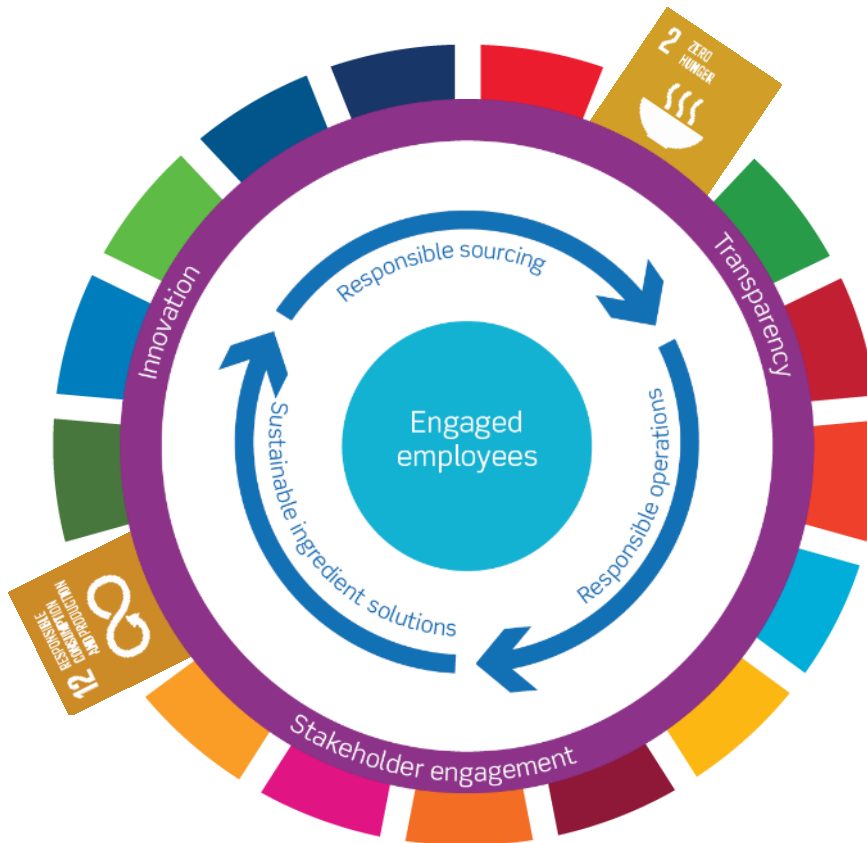 2 ZERO
HUNGER
Transparency
Innovation
Responsible sourcing
Engaged
employees
Responsible operations
Sustainable ingredient solutions
12 RESPONSIBLE
CONSUMPTION
AND PRODUCTION
Stakeholder engagement